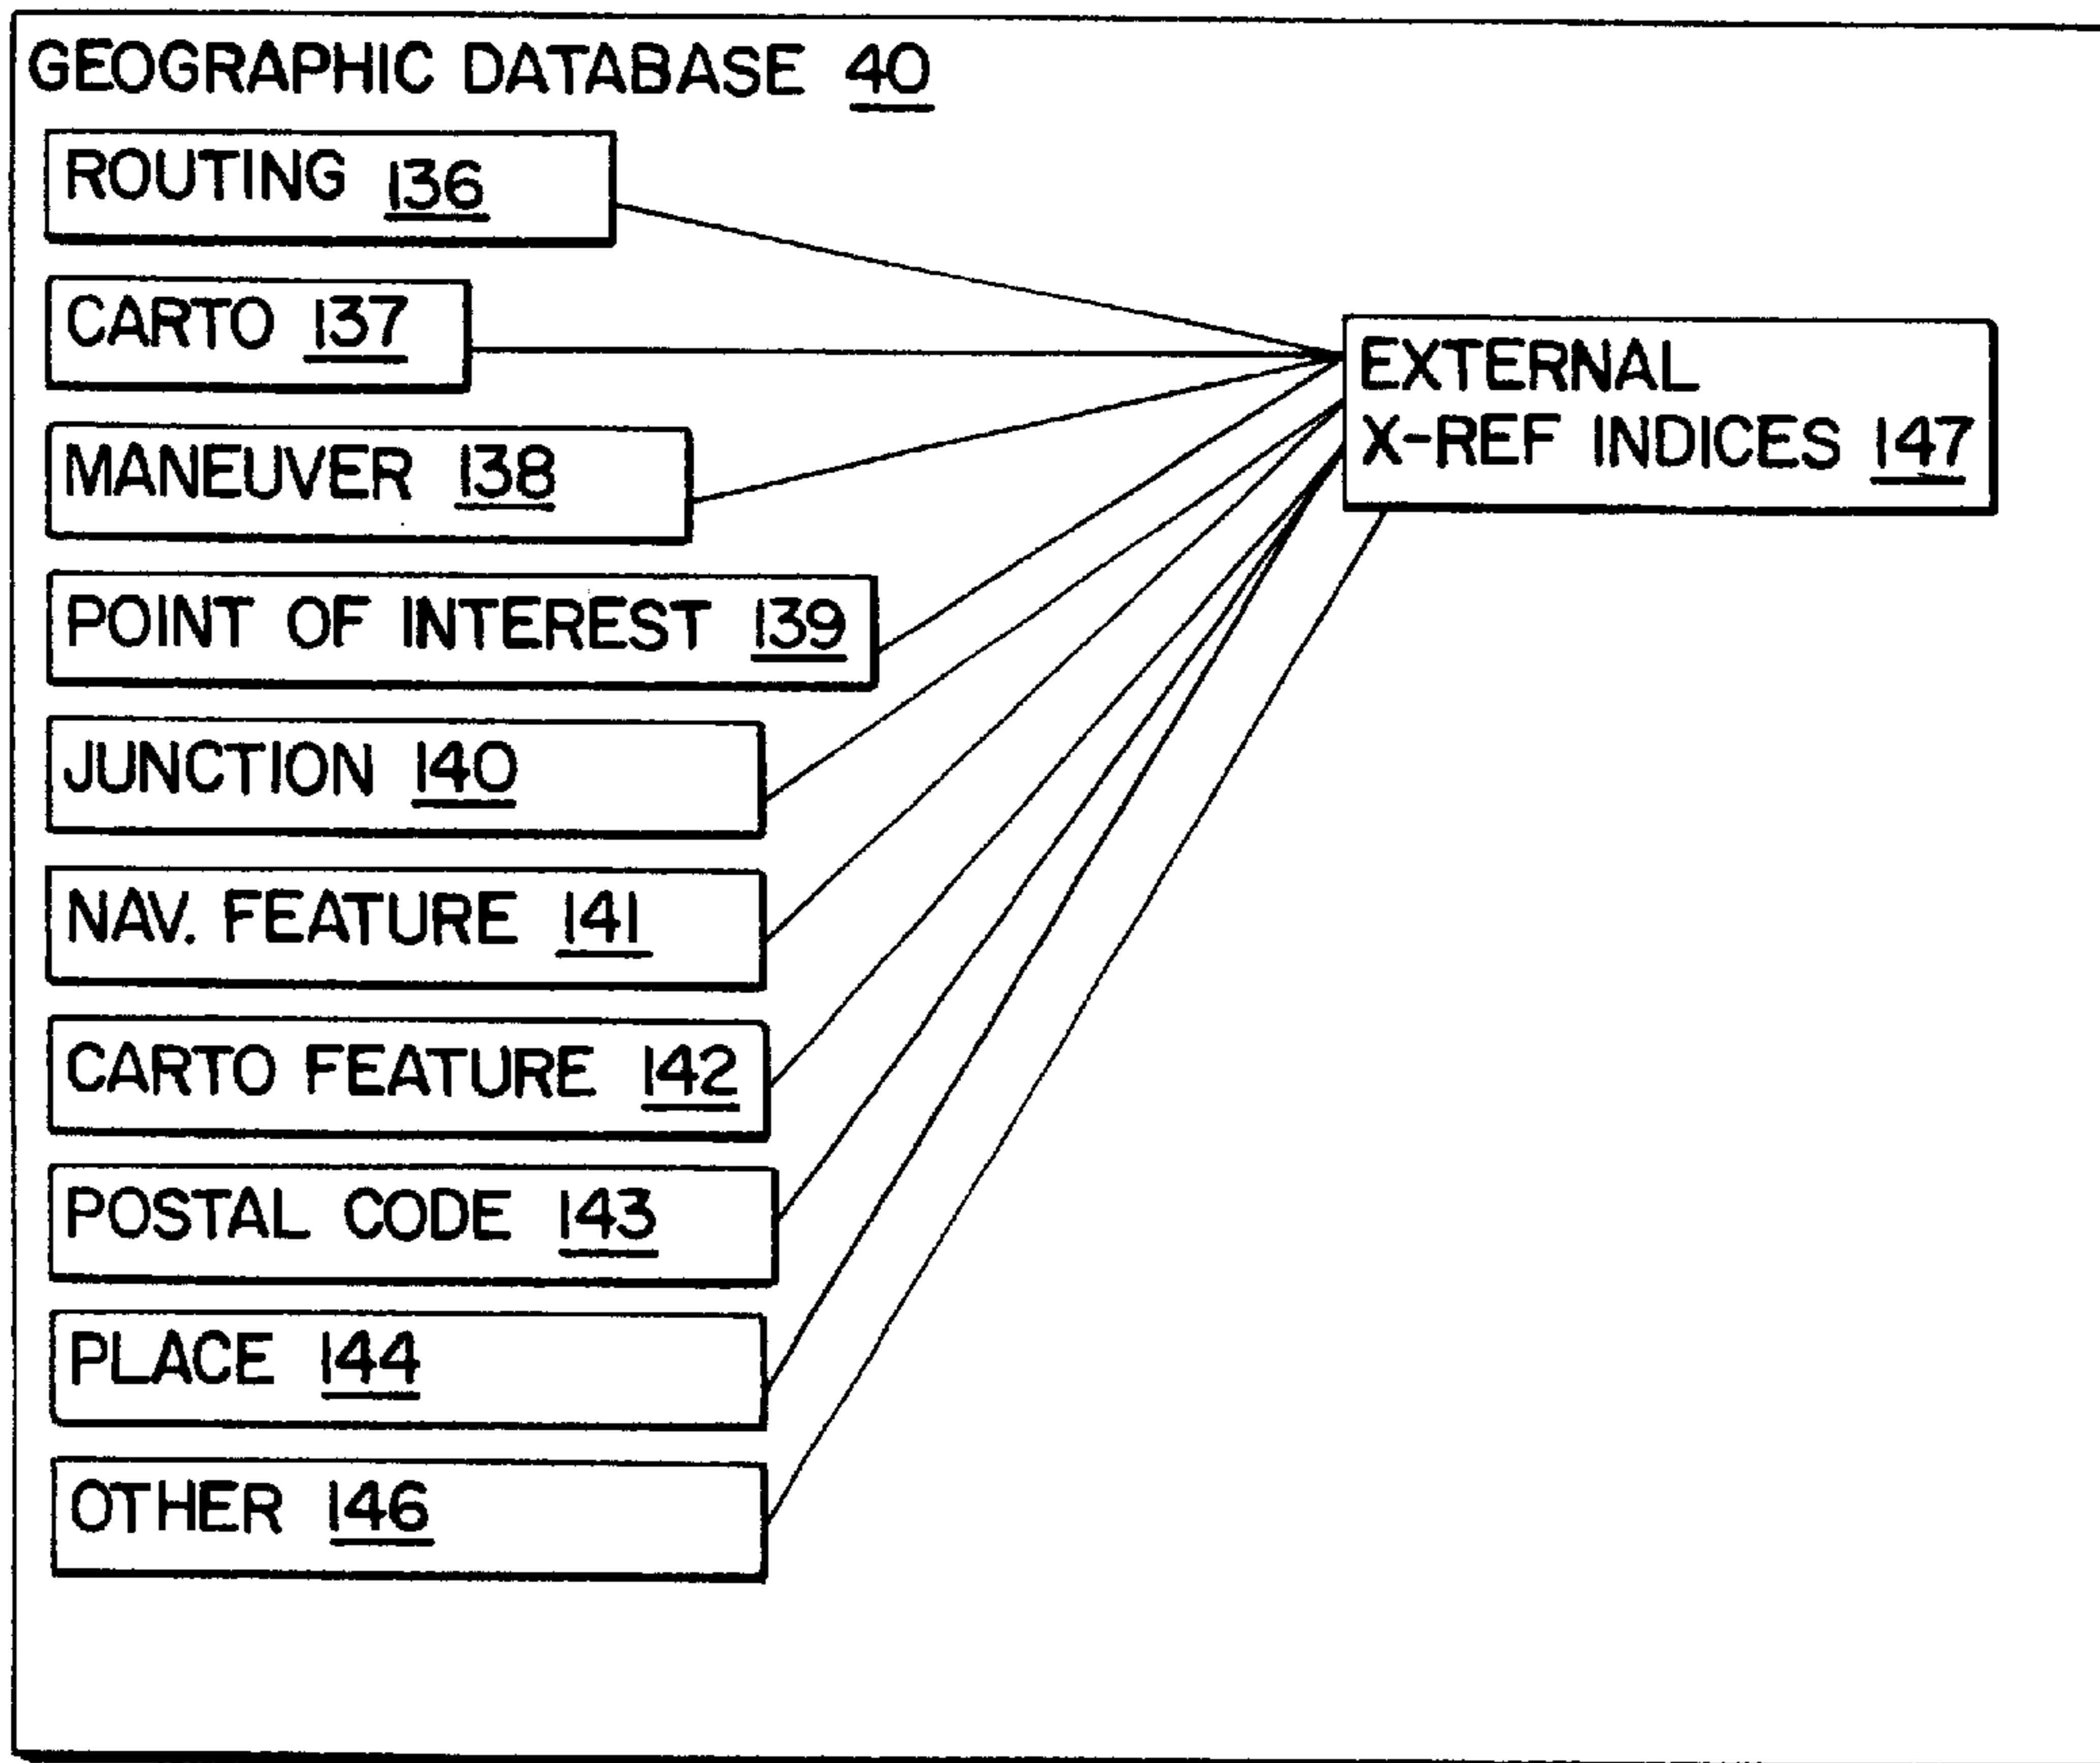 GEOGRAPHIC DATABASE 40
ROUTING 136
CARTO 137
MANEUVER 138
POINT OF INTEREST 139
JUNCTION 140
NAV. FEATURE 141
CARTO FEATURE 142
POSTAL CODE 143
PLACE 144
OTHER 146
EXTERNAL
X-REF INDICES 147